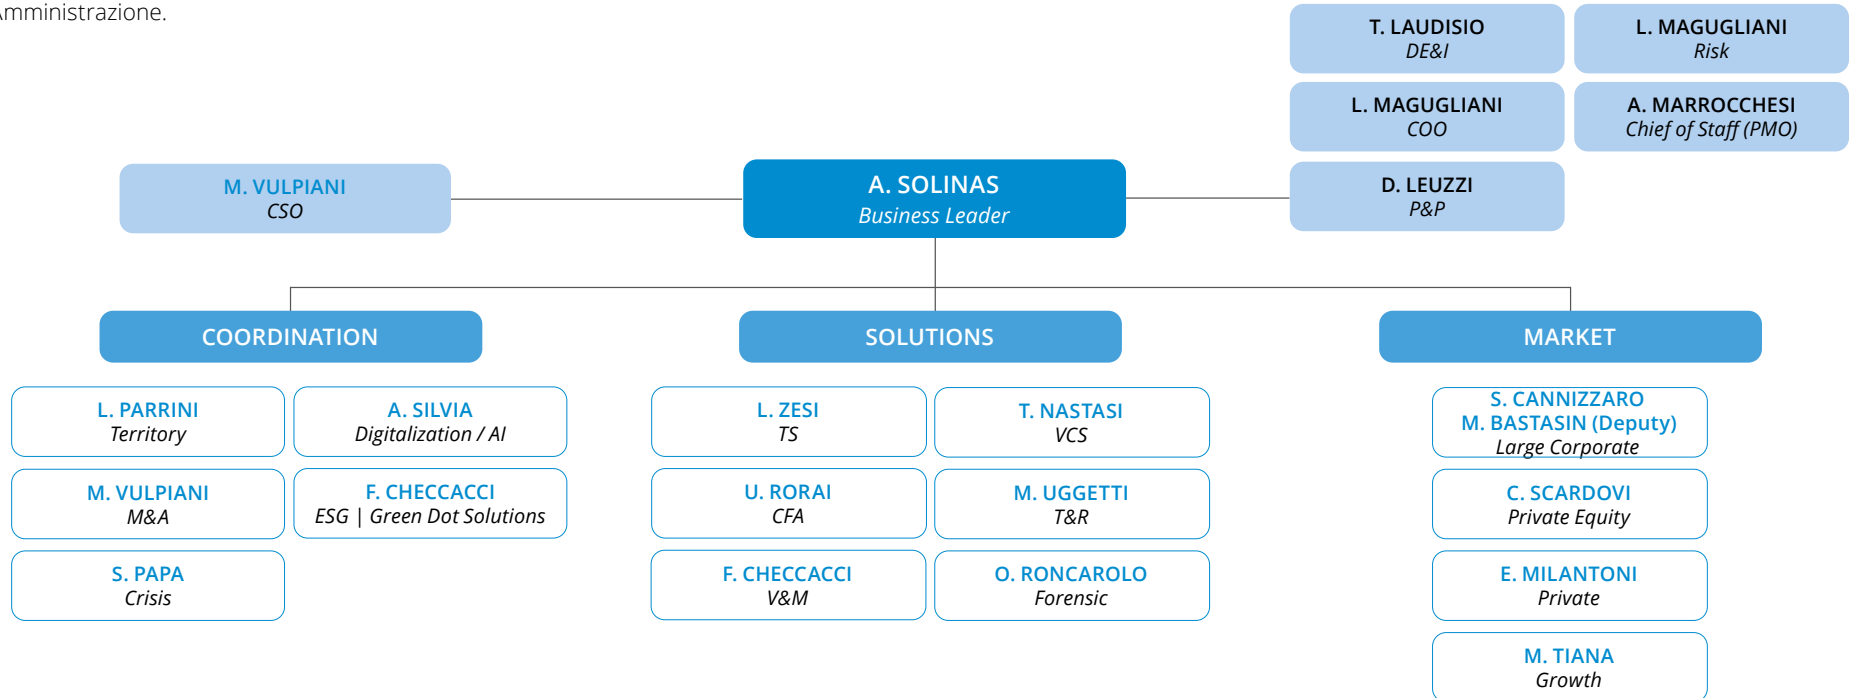 Amministrazione.
T. LAUDISIO
DE&I
L. MAGUGLIANI
Risk
L. MAGUGLIANI
COO
A. MARROCCHESI
Chief of Staff (PMO)
M. VULPIANI
CSO
A. SOLINAS
Business Leader
D. LEUZZI
P&P
COORDINATION
SOLUTIONS
MARKET
L. PARRINI
Territory
A. SILVIA
Digitalization / AI
M. VULPIANI
M&A
F. CHECCACCI
ESG | Green Dot Solutions
S. PAPA
Crisis
L. ZESI
TS
T. NASTASI
VCS
U. RORAI
CFA
M. UGGETTI
T&R
F. CHECCACCI
V&M
O. RONCAROLO
Forensic
S. CANNIZZARO
M. BASTASIN (Deputy)
Large Corporate
C. SCARDOVI
Private Equity
E. MILANTONI
Private
M. TIANA
Growth